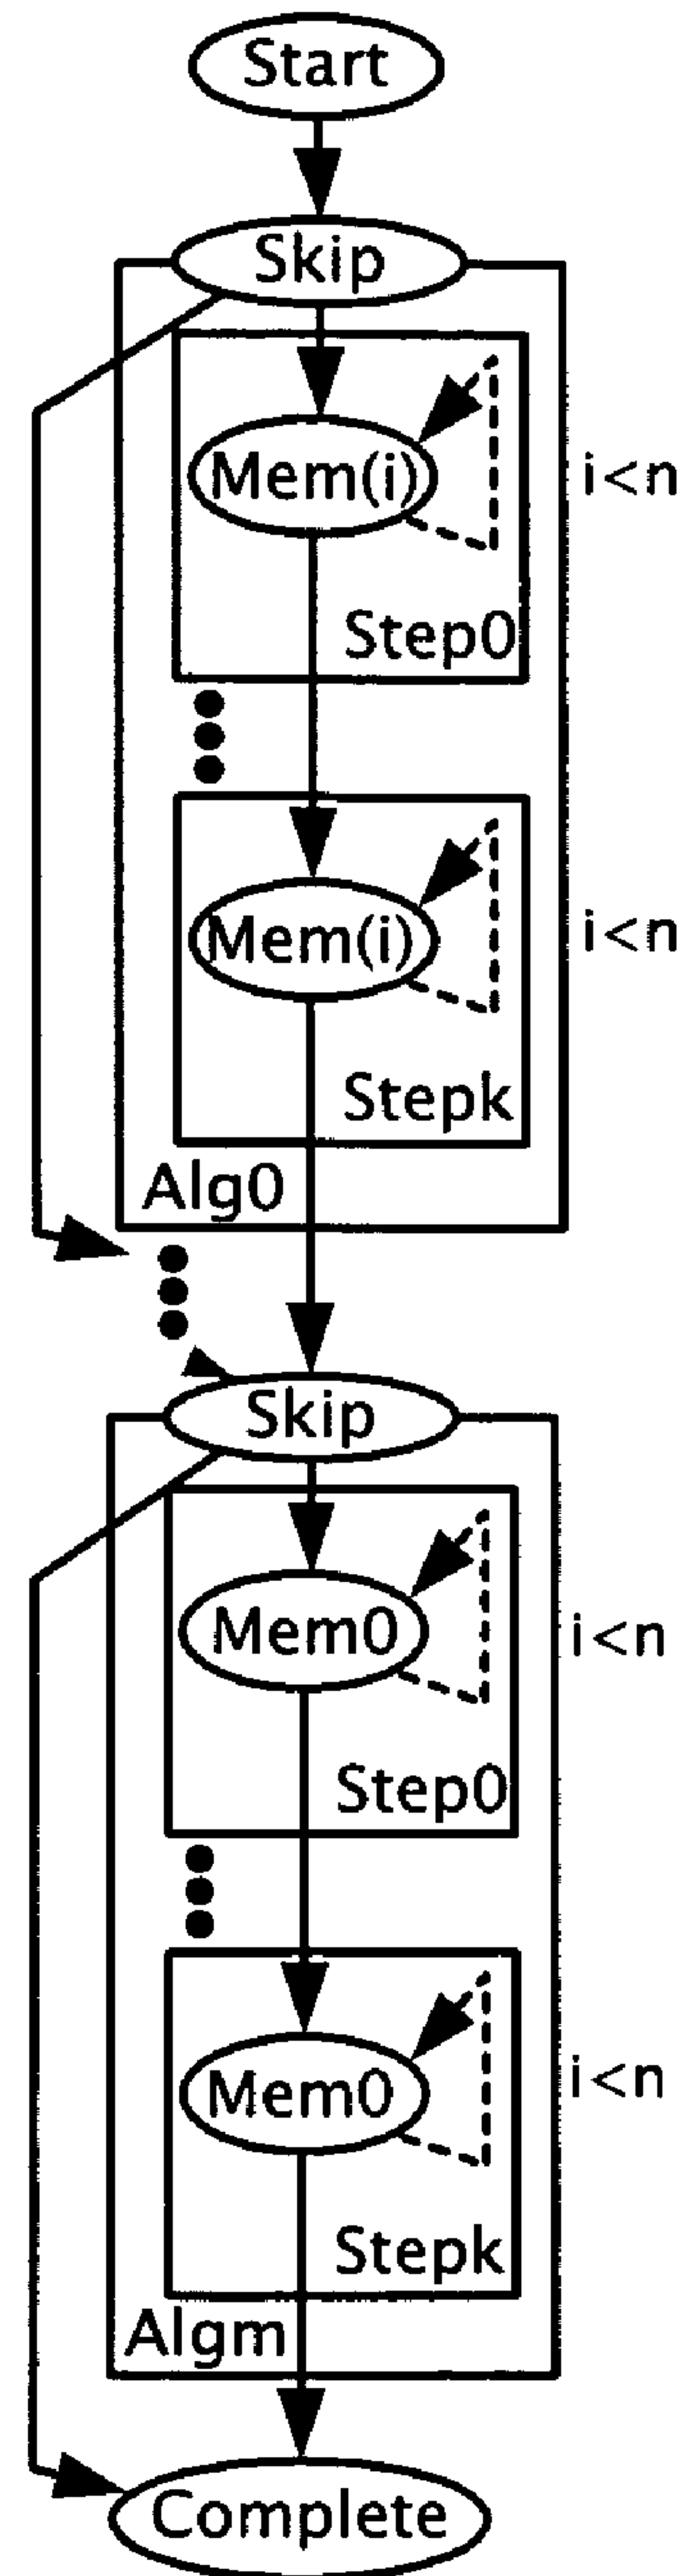 Start
Skip
Mem(i)
i<n
Step0
Mem(i)
i<n
Stepk
Alg0
Skip
Mem0
i<n
Step0
Mem0
i<n
Stepk
Algm
Complete